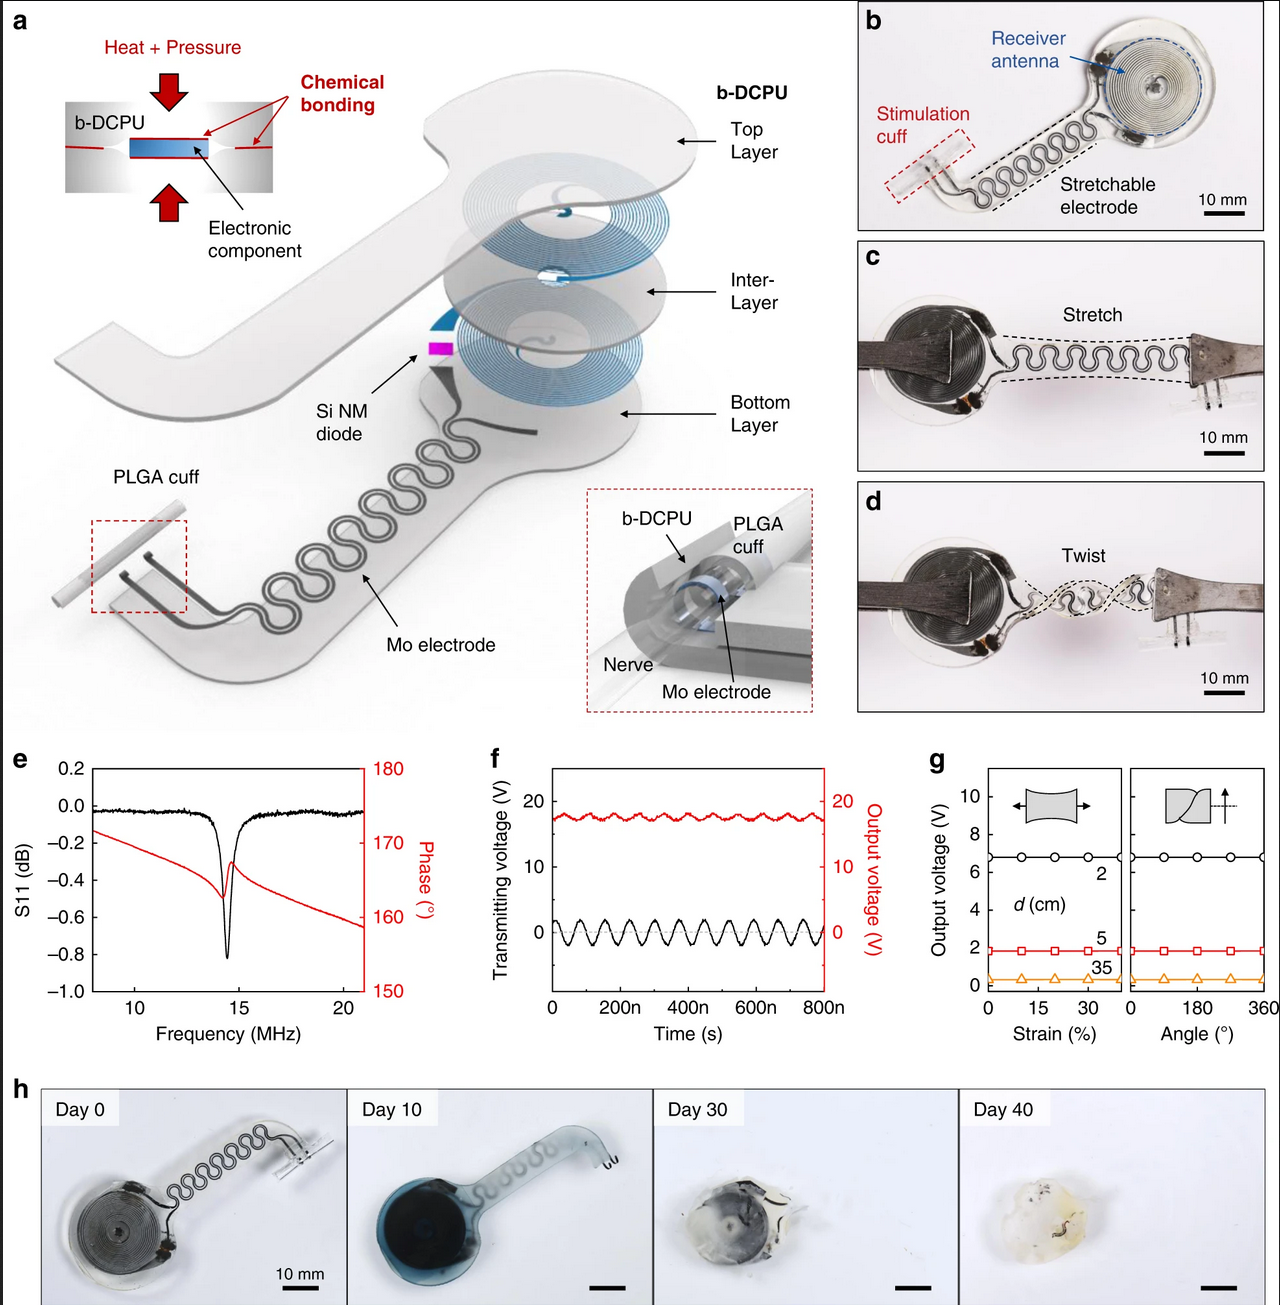 a
Heat + Pressure
Chemical
bonding
b-DCPU
Electronic
component
b-DCPU
Top
Layer
Inter-
Layer
Si NM
diode
Bottom
Layer
PLGA cuff
Mo electrode
b-DCPU
PLGA
cuff
Nerve
Mo electrode
b
Receiver
antenna
Stimulation
cuff
Stretchable
electrode
10 mm
c
Stretch
10 mm
d
Twist
10 mm
e
0.2
0.0
−0.2
−0.4
−0.6
−0.8
−1.0
S11 (dB)
180
170
160
150
Phase (°)
10
15
20
Frequency (MHz)
f
Transmitting voltage (V)
20
10
0
20
10
0
Output voltage (V)
0
200n
400n
600n
800n
Time (s)
g
Output voltage (V)
10
8
6
4
2
0
2
d (cm)
5
35
0
15
30
Strain (%)
0
180
360
Angle (°)
h
Day 0
10 mm
Day 10
Day 30
Day 40